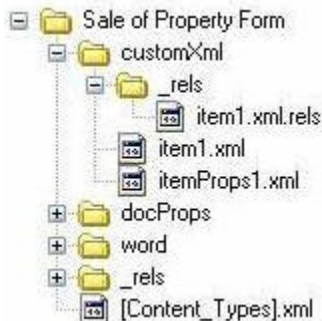 Sale of Property Form
customXml
_rels
item1.xml.rels
item1.xml
itemProps1.xml
docProps
word
_rels
[Content_Types].xml